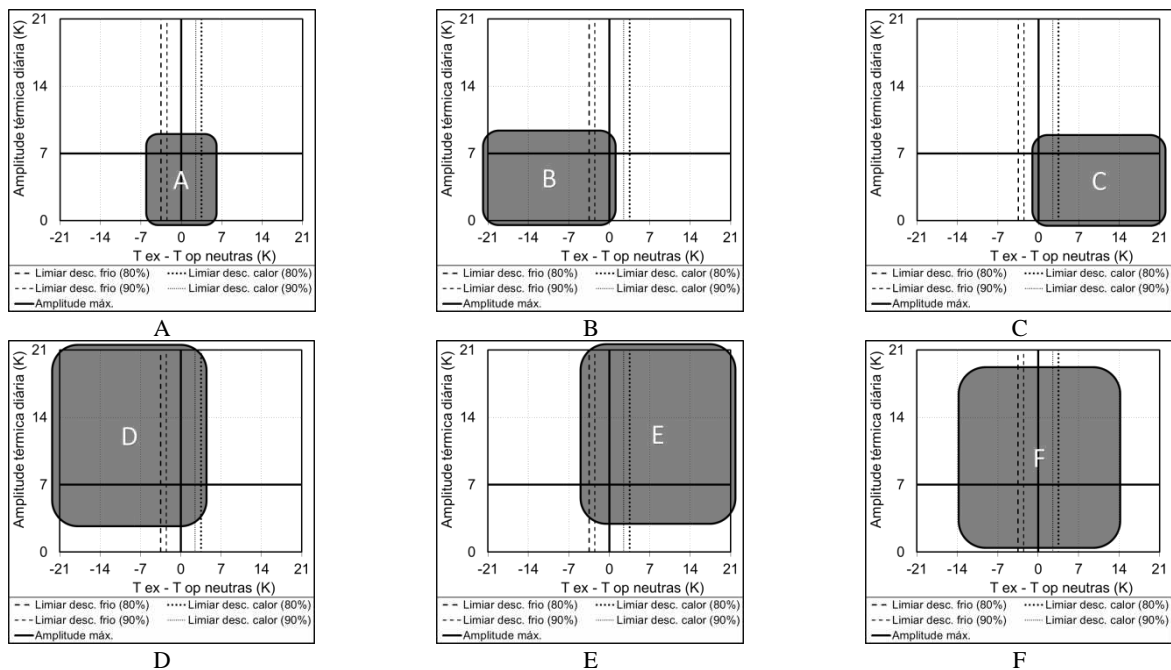 Amplitude térmica diária (K)
21
14
7
0
A
-21 -14 -7 0 7 14 21
T ex - T op neutras (K)
Limiar desc. frio (80%) Limiar desc. calor (80%)
Limiar desc. frio (90%) Limiar desc. calor (90%)
Amplitude máx.
A
Amplitude térmica diária (K)
21
14
7
0
B
-21 -14 -7 0 7 14 21
T ex - T op neutras (K)
Limiar desc. frio (80%) Limiar desc. calor (80%)
Limiar desc. frio (90%) Limiar desc. calor (90%)
Amplitude máx.
B
Amplitude térmica diária (K)
21
14
7
0
C
-21 -14 -7 0 7 14 21
T ex - T op neutras (K)
Limiar desc. frio (80%) Limiar desc. calor (80%)
Limiar desc. frio (90%) Limiar desc. calor (90%)
Amplitude máx.
C
Amplitude térmica diária (K)
21
14
7
0
D
-21 -14 -7 0 7 14 21
T ex - T op neutras (K)
Limiar desc. frio (80%) Limiar desc. calor (80%)
Limiar desc. frio (90%) Limiar desc. calor (90%)
Amplitude máx.
D
Amplitude térmica diária (K)
21
14
7
0
E
-21 -14 -7 0 7 14 21
T ex - T op neutras (K)
Limiar desc. frio (80%) Limiar desc. calor (80%)
Limiar desc. frio (90%) Limiar desc. calor (90%)
Amplitude máx.
E
Amplitude térmica diária (K)
21
14
7
0
F
-21 -14 -7 0 7 14 21
T ex - T op neutras (K)
Limiar desc. frio (80%) Limiar desc. calor (80%)
Limiar desc. frio (90%) Limiar desc. calor (90%)
Amplitude máx.
F